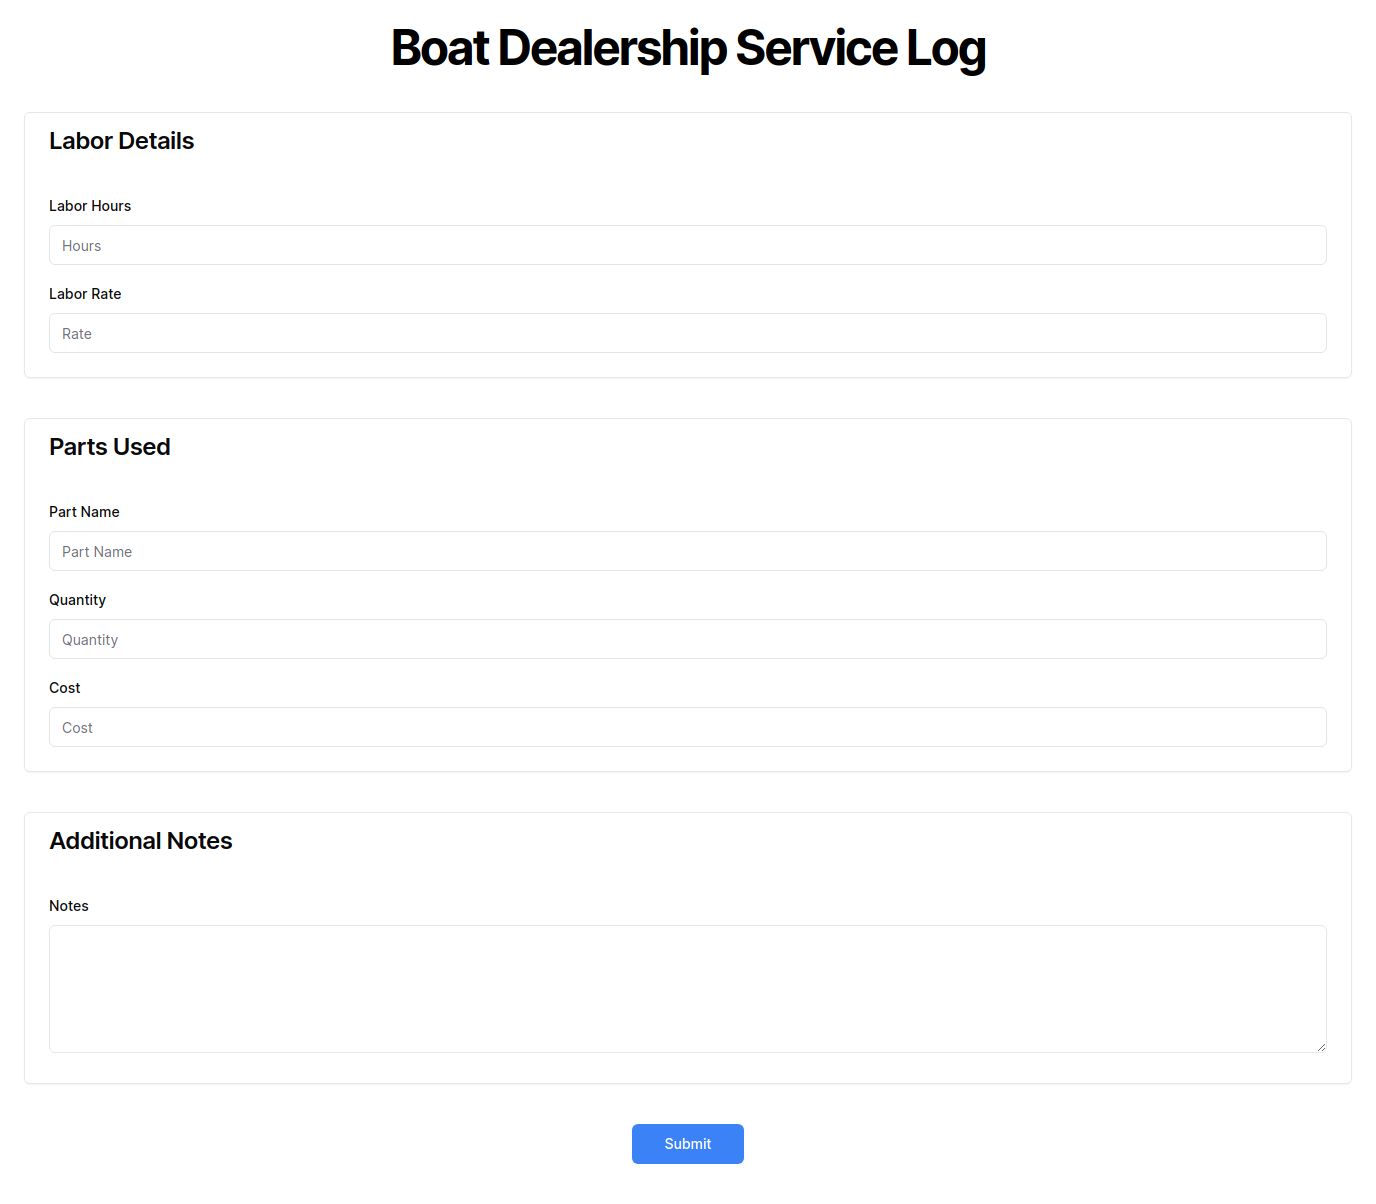 Boat Dealership Service Log
Labor Details
Labor Hours
Hours
Labor Rate
Rate
Parts Used
Part Name
Part Name
Quantity
Quantity
Cost
Cost
Additional Notes
Notes
Submit